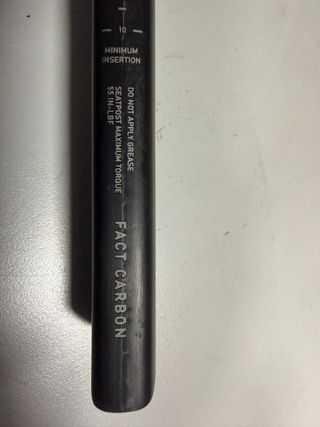 10
MINIMUM
INSERTION
DO NOT APPLY GREASE
SEATPOST MAXIMUM TORQUE
55 IN-LBF
FACT CARBON